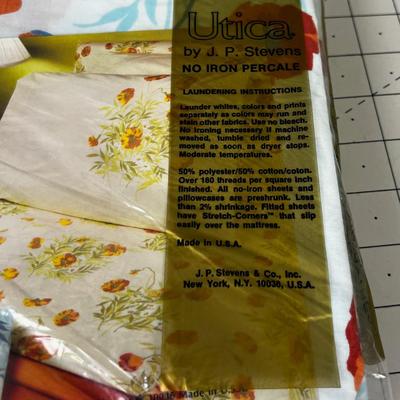 Utica
by J. P. Stevens
NO IRON PERCALE
LAUNDERING INSTRUCTIONS
Launder whites, colors and prints
separately as colors may run and
stain other fabrics. Use no bleach.
No ironing necessary if machine
washed, tumble dried and re-
moved as soon as dryer stops.
Moderate temperatures.
50% polyester/50% cotton/coton.
Over 180 threads per square inch
finished. All no-iron sheets and
pillowcases are preshrunk. Less
than 2% shrinkage. Fitted sheets
have Stretch-Corners™ that slip
easily over the mattress.
Made in U.S.A.
J. P. Stevens & Co., Inc.
New York, N.Y. 10036, U.S.A.
Made in U.S.A.